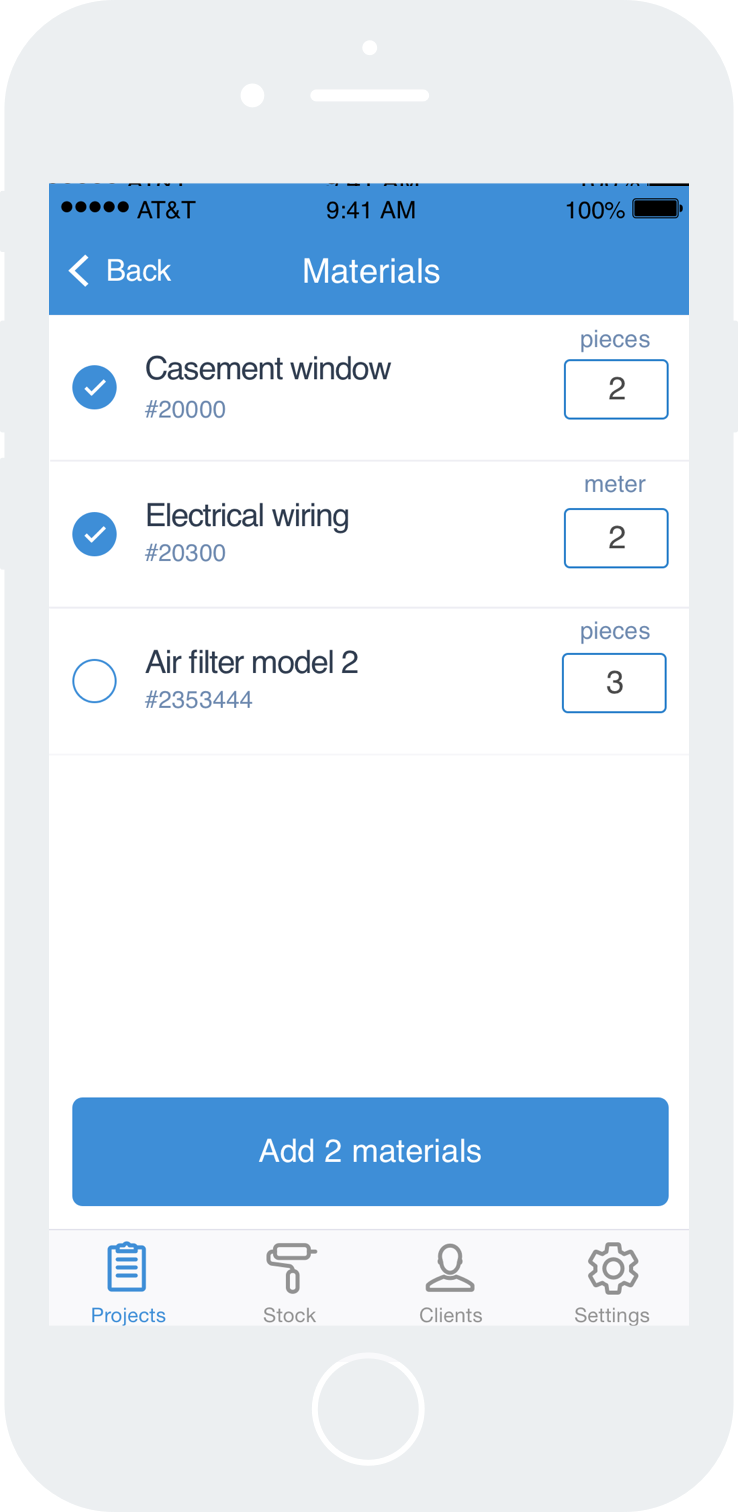 AT&T 9:41 AM 100%
Back Materials
pieces
Casement window 2
#20000
meter
Electrical wiring 2
#20300
pieces
Air filter model 2 3
#2353444
Add 2 materials
Projects Stock Clients Settings